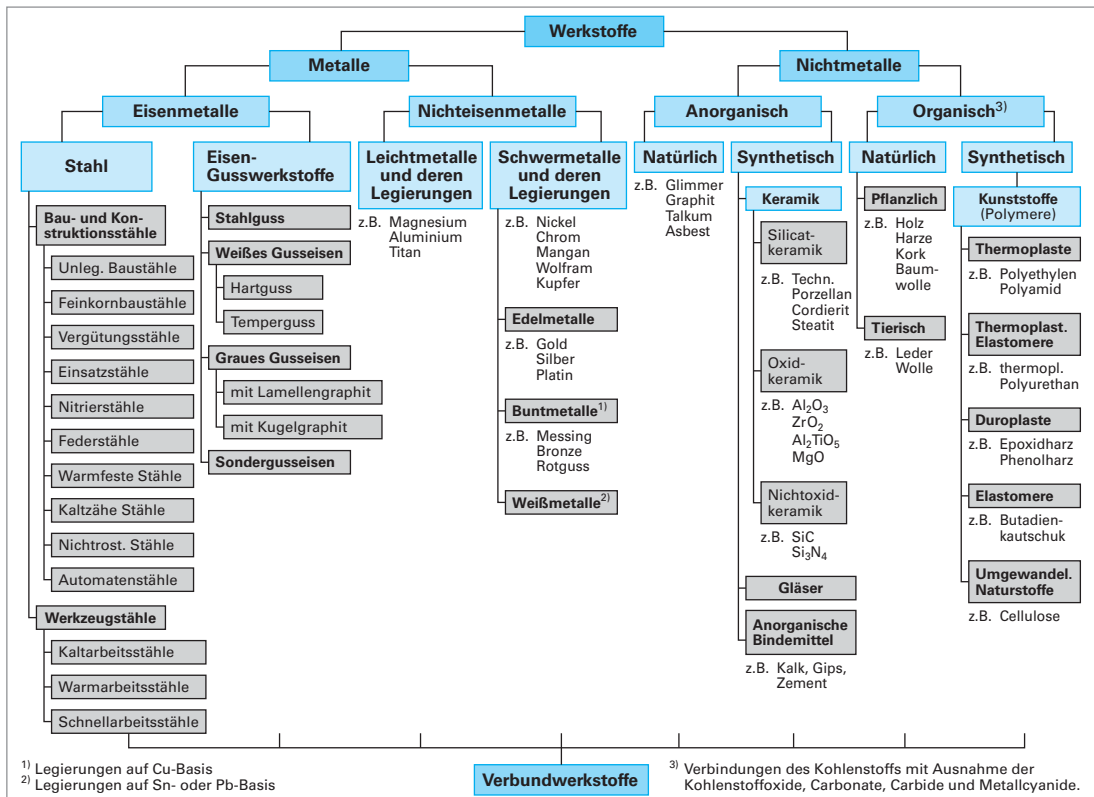 Werkstoffe
Metalle
Nichtmetalle
Eisenmetalle
Nichteisenmetalle
Anorganisch
Organisch³⁾
Stahl
Bau- und Kon-
struktionsstähle
Unleg. Baustähle
Feinkornbaustähle
Vergütungsstähle
Einsatzstähle
Nitrierstähle
Federstähle
Warmfeste Stähle
Kaltzähe Stähle
Nichtrost. Stähle
Automatenstähle
Werkzeugstähle
Kaltarbeitsstähle
Warmarbeitsstähle
Schnellarbeitsstähle
Eisen-
Gusswerkstoffe
Stahlguss
Weißes Gusseisen
Hartguss
Temperguss
Graues Gusseisen
mit Lamellengraphit
mit Kugelgraphit
Sondergusseisen
Leichtmetalle
und deren
Legierungen
z.B. Magnesium
Aluminium
Titan
Schwermetalle
und deren
Legierungen
z.B. Nickel
Chrom
Mangan
Wolfram
Kupfer
Edelmetalle
z.B. Gold
Silber
Platin
Buntmetalle¹⁾
z.B. Messing
Bronze
Rotguss
Weißmetalle²⁾
Natürlich
z.B. Glimmer
Graphit
Talkum
Asbest
Synthetisch
Keramik
Silicat-
keramik
z.B. Techn.
Porzellan
Cordierit
Steatit
Oxid-
keramik
z.B. Al₂O₃
ZrO₂
Al₂TiO₅
MgO
Nichtoxid-
keramik
z.B. SiC
Si₃N₄
Gläser
Anorganische
Bindemittel
z.B. Kalk, Gips,
Zement
Natürlich
Pflanzlich
z.B. Holz
Harze
Kork
Baum-
wolle
Tierisch
z.B. Leder
Wolle
Synthetisch
Kunststoffe
(Polymere)
Thermoplaste
z.B. Polyethylen
Polyamid
Thermoplast.
Elastomere
z.B. thermopl.
Polyurethan
Duroplaste
z.B. Epoxidharz
Phenolharz
Elastomere
z.B. Butadien-
kautschuk
Umgewandel.
Naturstoffe
z.B. Cellulose
Verbundwerkstoffe
¹⁾ Legierungen auf Cu-Basis
²⁾ Legierungen auf Sn- oder Pb-Basis
³⁾ Verbindungen des Kohlenstoffs mit Ausnahme der
Kohlenstoffoxide, Carbonate, Carbide und Metallcyanide.